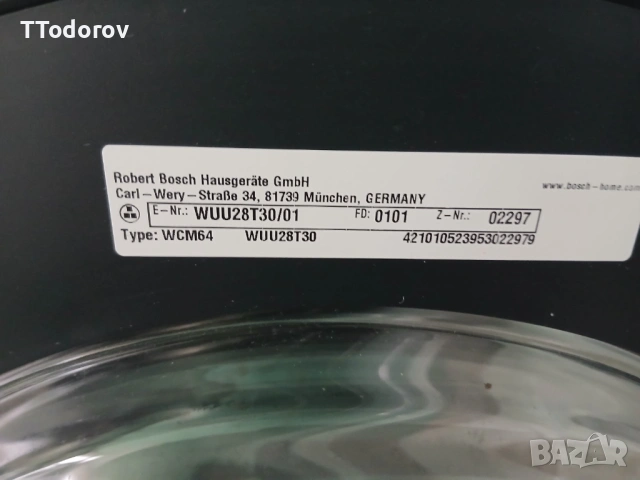 TTodorov
Robert Bosch Hausgeräte GmbH
www.bosch-home.com
Carl-Wery-Straße 34, 81739 München, GERMANY
E-Nr.: WUU28T30/01 FD: 0101 Z-Nr.: 02297
Type: WCM64 WUU28T30 421010523953022979
bazar